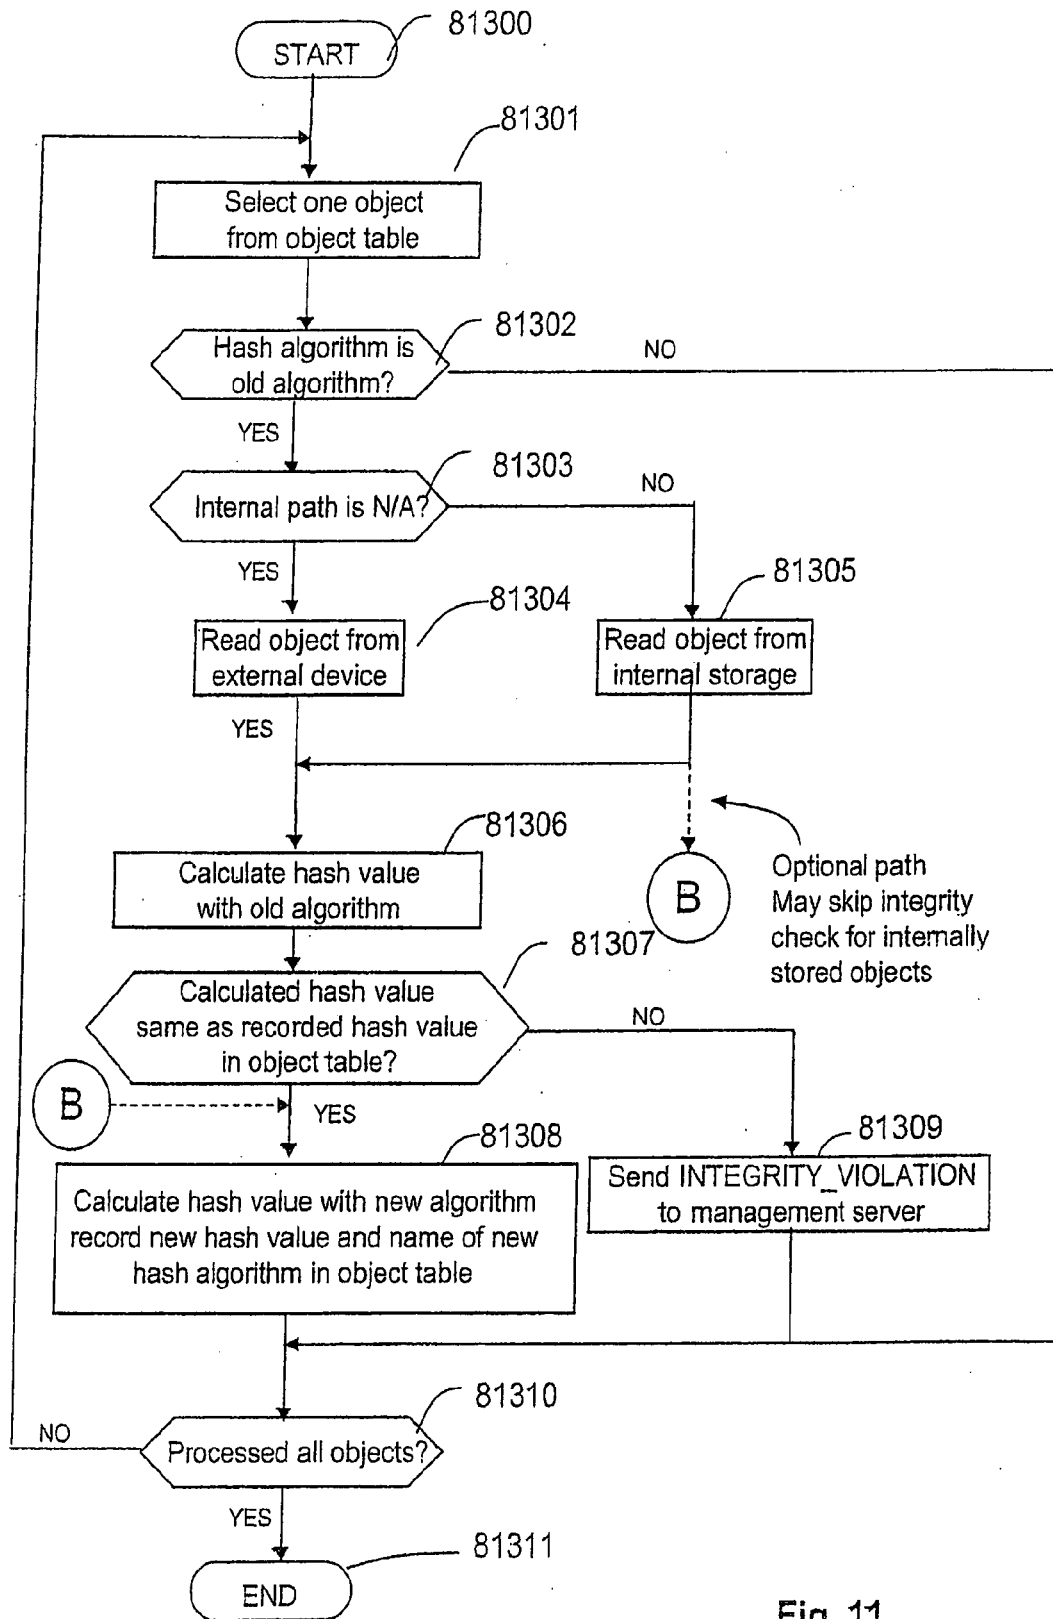 81300
START
81301
Select one object
from object table
81302
Hash algorithm is
old algorithm?
NO
YES
81303
Internal path is N/A?
NO
YES
81304
81305
Read object from
external device
Read object from
internal storage
YES
81306
Calculate hash value
with old algorithm
B
Optional path
May skip integrity
check for internally
stored objects
81307
Calculated hash value
same as recorded hash value
in object table?
NO
B
YES
81308
81309
Calculate hash value with new algorithm
record new hash value and name of new
hash algorithm in object table
Send INTEGRITY_VIOLATION
to management server
81310
Processed all objects?
NO
YES
81311
END
Fig. 11